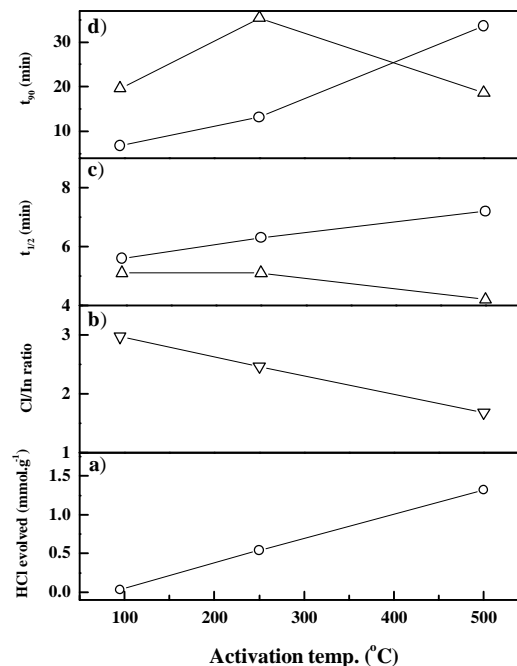 d)
t90 (min)
30
20
10
c)
t1/2 (min)
8
6
4
b)
Cl/In ratio
3
2
1
a)
HCl evolved (mmol.g-1)
1.5
1.0
0.5
0.0
100 200 300 400 500
Activation temp. (oC)